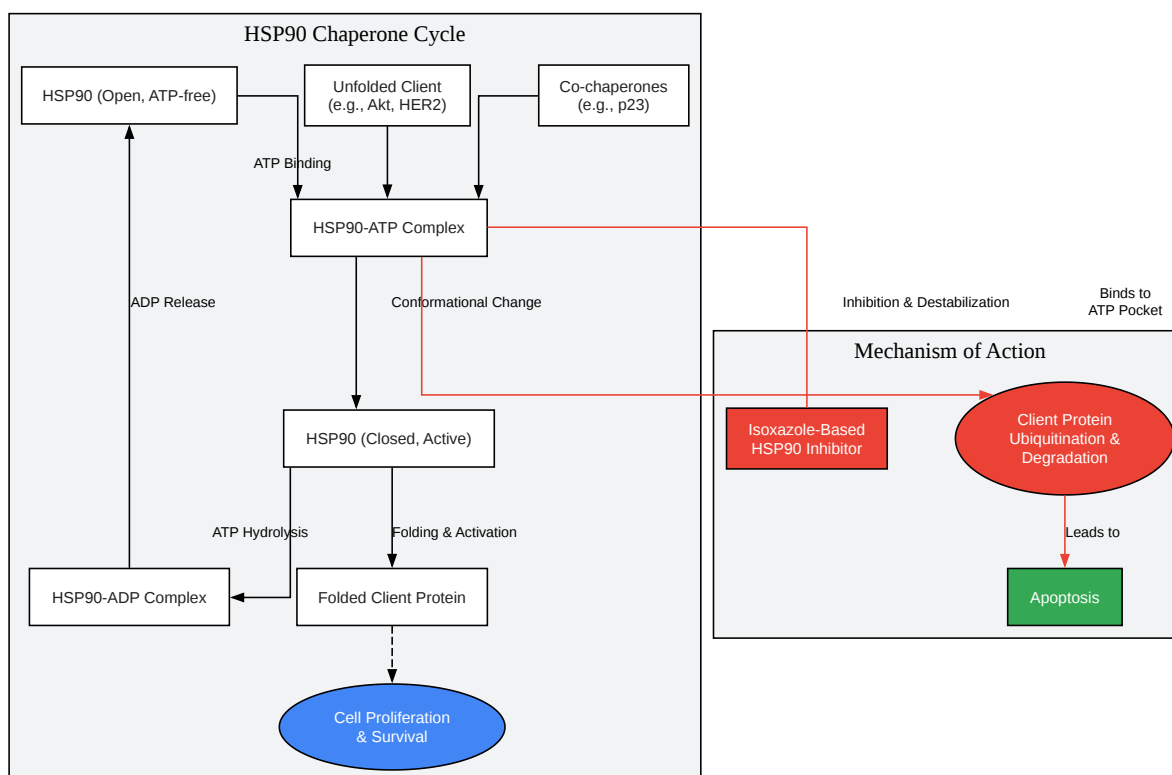 HSP90 Chaperone Cycle
HSP90 (Open, ATP-free)
Unfolded Client
(e.g., Akt, HER2)
Co-chaperones
(e.g., p23)
ATP Binding
HSP90-ATP Complex
ADP Release
Conformational Change
Inhibition & Destabilization
Binds to
ATP Pocket
Mechanism of Action
HSP90 (Closed, Active)
Isoxazole-Based
HSP90 Inhibitor
Client Protein
Ubiquitination &
Degradation
ATP Hydrolysis
Folding & Activation
Leads to
HSP90-ADP Complex
Folded Client Protein
Apoptosis
Cell Proliferation
& Survival